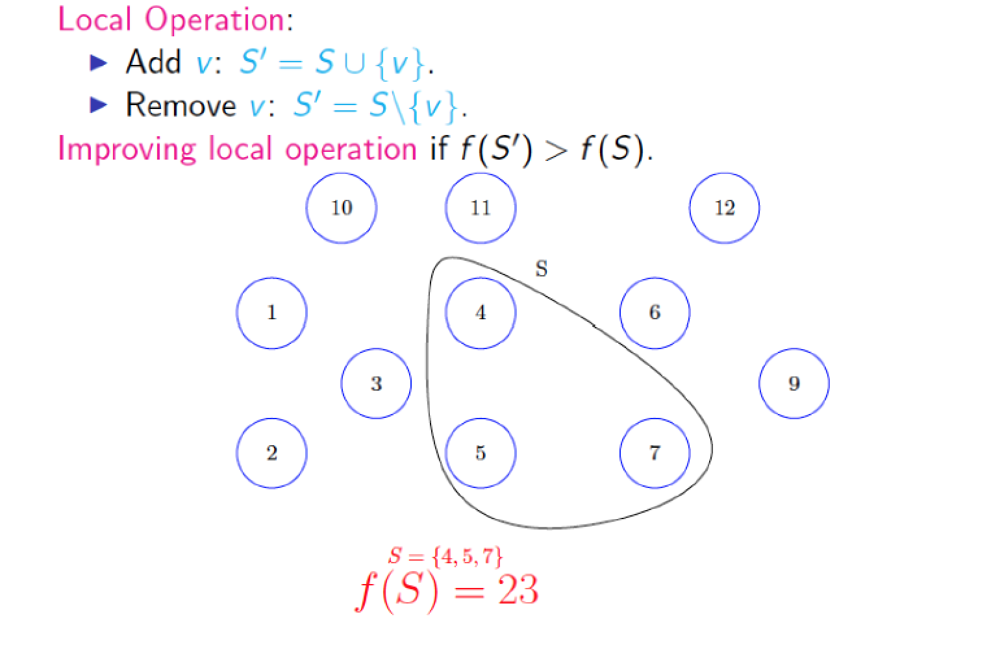 Local Operation:
▶ Add v: S′ = S ∪ {v}.
▶ Remove v: S′ = S\{v}.
Improving local operation if f(S′) > f(S).
10 11 12
S
1 4 6
3 9
2 5 7
S = {4, 5, 7}
f(S) = 23